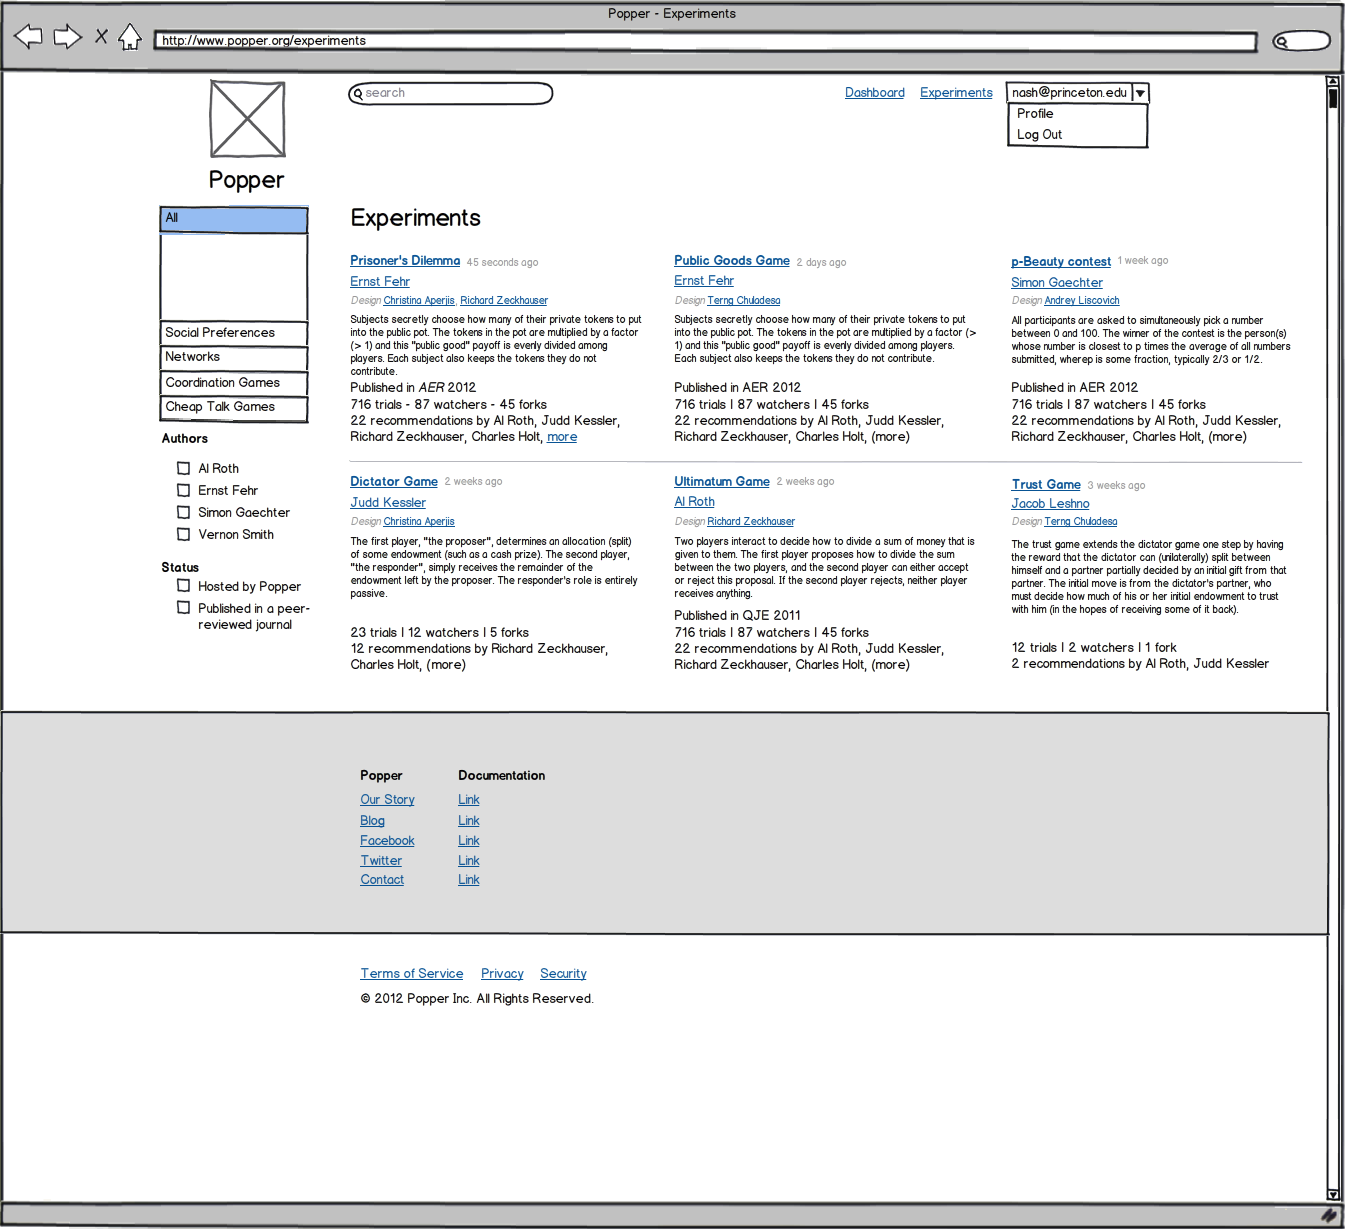 Popper - Experiments
http://www.popper.org/experiments
search
Dashboard Experiments nash@princeton.edu
Profile
Log Out
Popper
All
Social Preferences
Networks
Coordination Games
Cheap Talk Games
Authors
Al Roth
Ernst Fehr
Simon Gaechter
Vernon Smith
Status
Hosted by Popper
Published in a peer-
reviewed journal
Experiments
Prisoner's Dilemma 45 seconds ago
Ernst Fehr
Design Christina Aperjis, Richard Zeckhauser
Subjects secretly choose how many of their private tokens to put
into the public pot. The tokens in the pot are multiplied by a factor
(> 1) and this "public good" payoff is evenly divided among
players. Each subject also keeps the tokens they do not
contribute.
Published in AER 2012
716 trials - 87 watchers - 45 forks
22 recommendations by Al Roth, Judd Kessler,
Richard Zeckhauser, Charles Holt, more
Public Goods Game 2 days ago
Ernst Fehr
Design Terng Chuladesa
Subjects secretly choose how many of their private tokens to put
into the public pot. The tokens in the pot are multiplied by a factor (>
1) and this "public good" payoff is evenly divided among players.
Each subject also keeps the tokens they do not contribute.
Published in AER 2012
716 trials | 87 watchers | 45 forks
22 recommendations by Al Roth, Judd Kessler,
Richard Zeckhauser, Charles Holt, (more)
p-Beauty contest 1 week ago
Simon Gaechter
Design Andrey Liscovich
All participants are asked to simultaneously pick a number
between 0 and 100. The winner of the contest is the person(s)
whose number is closest to p times the average of all numbers
submitted, wherep is some fraction, typically 2/3 or 1/2.
Published in AER 2012
716 trials | 87 watchers | 45 forks
22 recommendations by Al Roth, Judd Kessler,
Richard Zeckhauser, Charles Holt, (more)
Dictator Game 2 weeks ago
Judd Kessler
Design Christina Aperjis
The first player, "the proposer", determines an allocation (split)
of some endowment (such as a cash prize). The second player,
"the responder", simply receives the remainder of the
endowment left by the proposer. The responder's role is entirely
passive.
23 trials | 12 watchers | 5 forks
12 recommendations by Richard Zeckhauser,
Charles Holt, (more)
Ultimatum Game 2 weeks ago
Al Roth
Design Richard Zeckhauser
Two players interact to decide how to divide a sum of money that is
given to them. The first player proposes how to divide the sum
between the two players, and the second player can either accept
or reject this proposal. If the second player rejects, neither player
receives anything.
Published in QJE 2011
716 trials | 87 watchers | 45 forks
22 recommendations by Al Roth, Judd Kessler,
Richard Zeckhauser, Charles Holt, (more)
Trust Game 3 weeks ago
Jacob Leshno
Design Terng Chuladesa
The trust game extends the dictator game one step by having
the reward that the dictator can (unilaterally) split between
himself and a partner partially decided by an initial gift from that
partner. The initial move is from the dictator's partner, who
must decide how much of his or her initial endowment to trust
with him (in the hopes of receiving some of it back).
12 trials | 2 watchers | 1 fork
2 recommendations by Al Roth, Judd Kessler
Popper
Our Story
Blog
Facebook
Twitter
Contact
Documentation
Link
Link
Link
Link
Link
Terms of Service Privacy Security
© 2012 Popper Inc. All Rights Reserved.